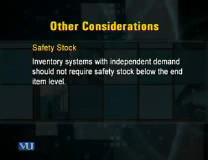 Other Considerations
Safety Stock
Inventory systems with independent demand
should not require safety stock below the end
item level.
VU